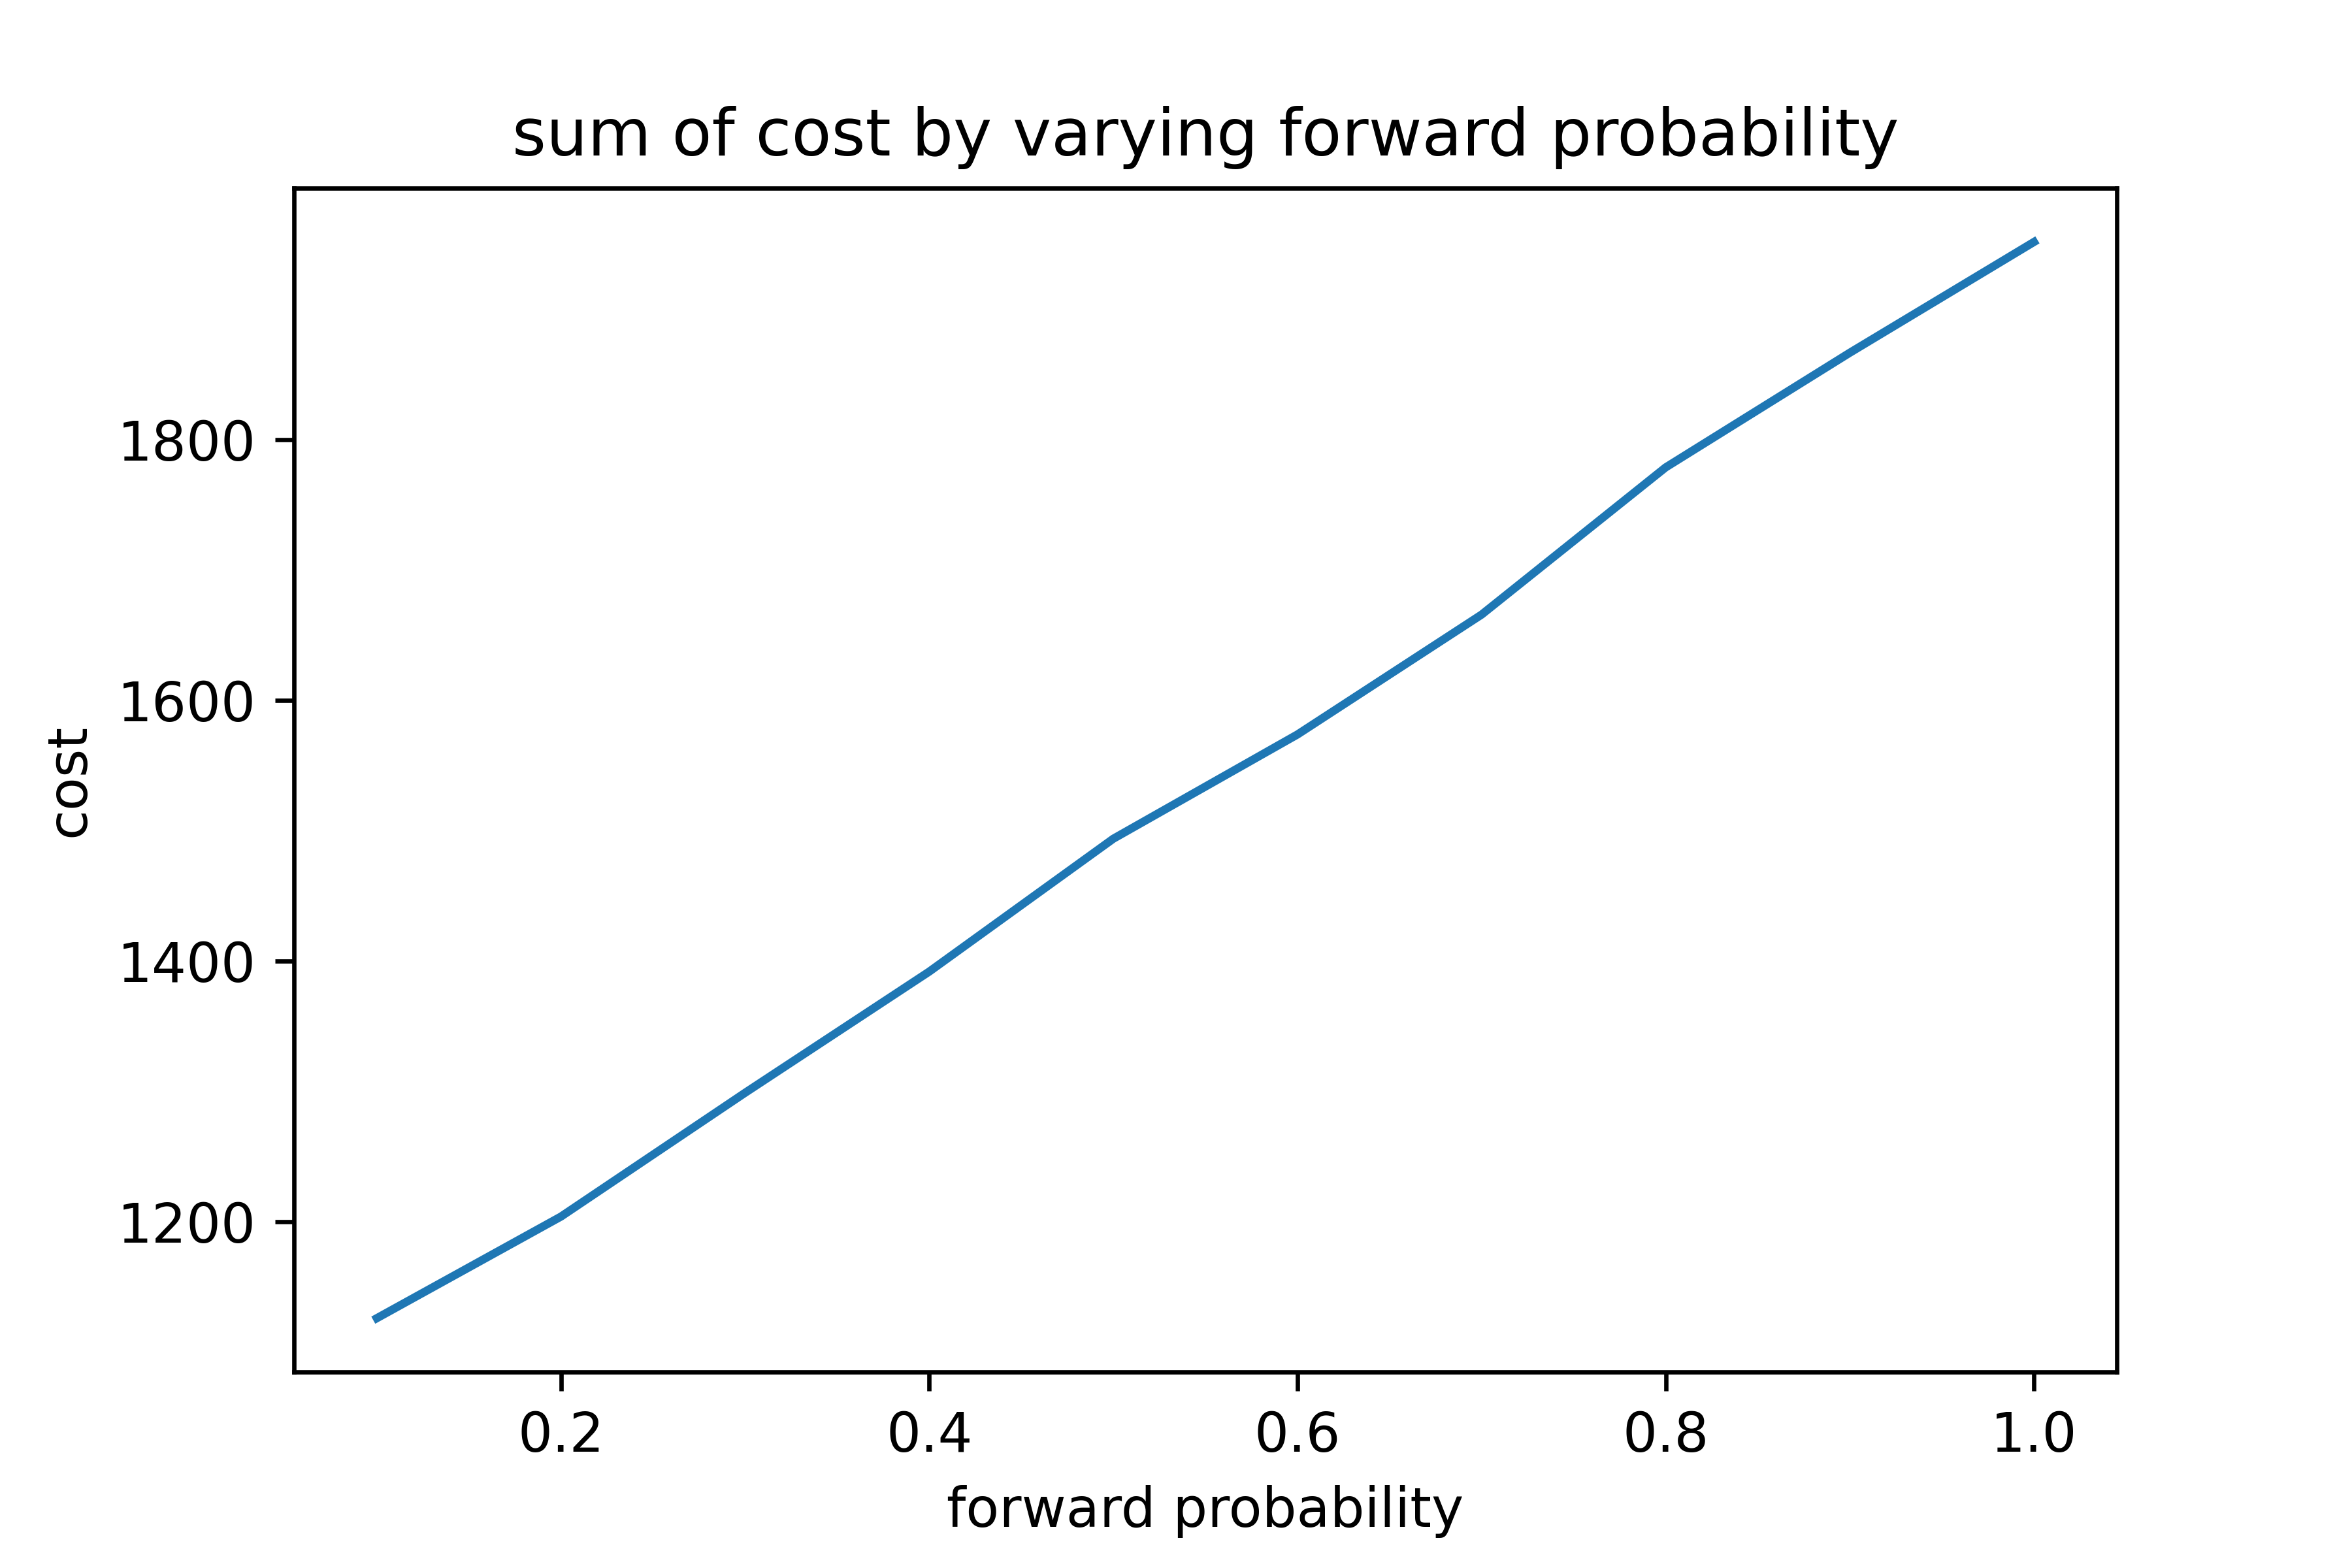 sum of cost by varying forward probability
cost
1800
1600
1400
1200
0.2 0.4 0.6 0.8 1.0
forward probability